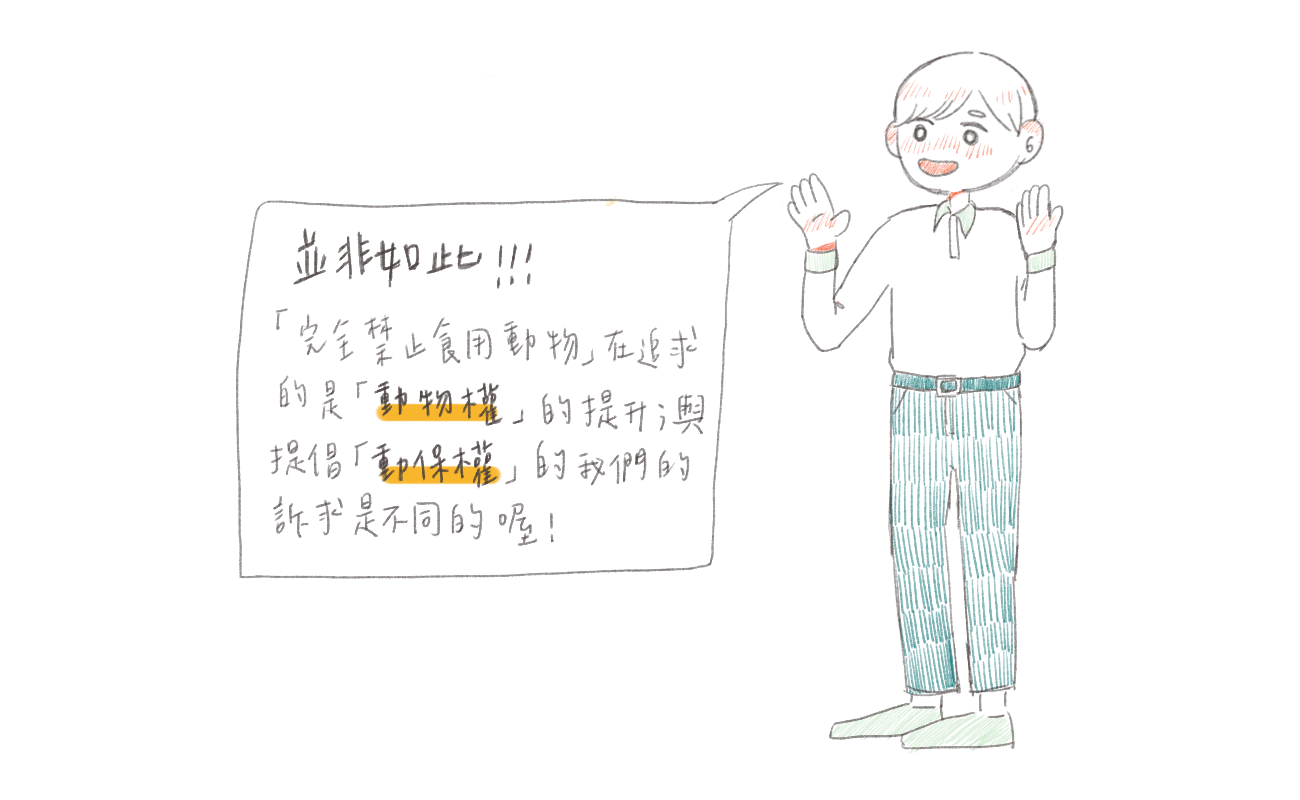 並非如此!!!
「完全禁止食用動物」在追求
的是「動物權」的提升;與
提倡「動保權」的我們的
訴求是不同的喔!